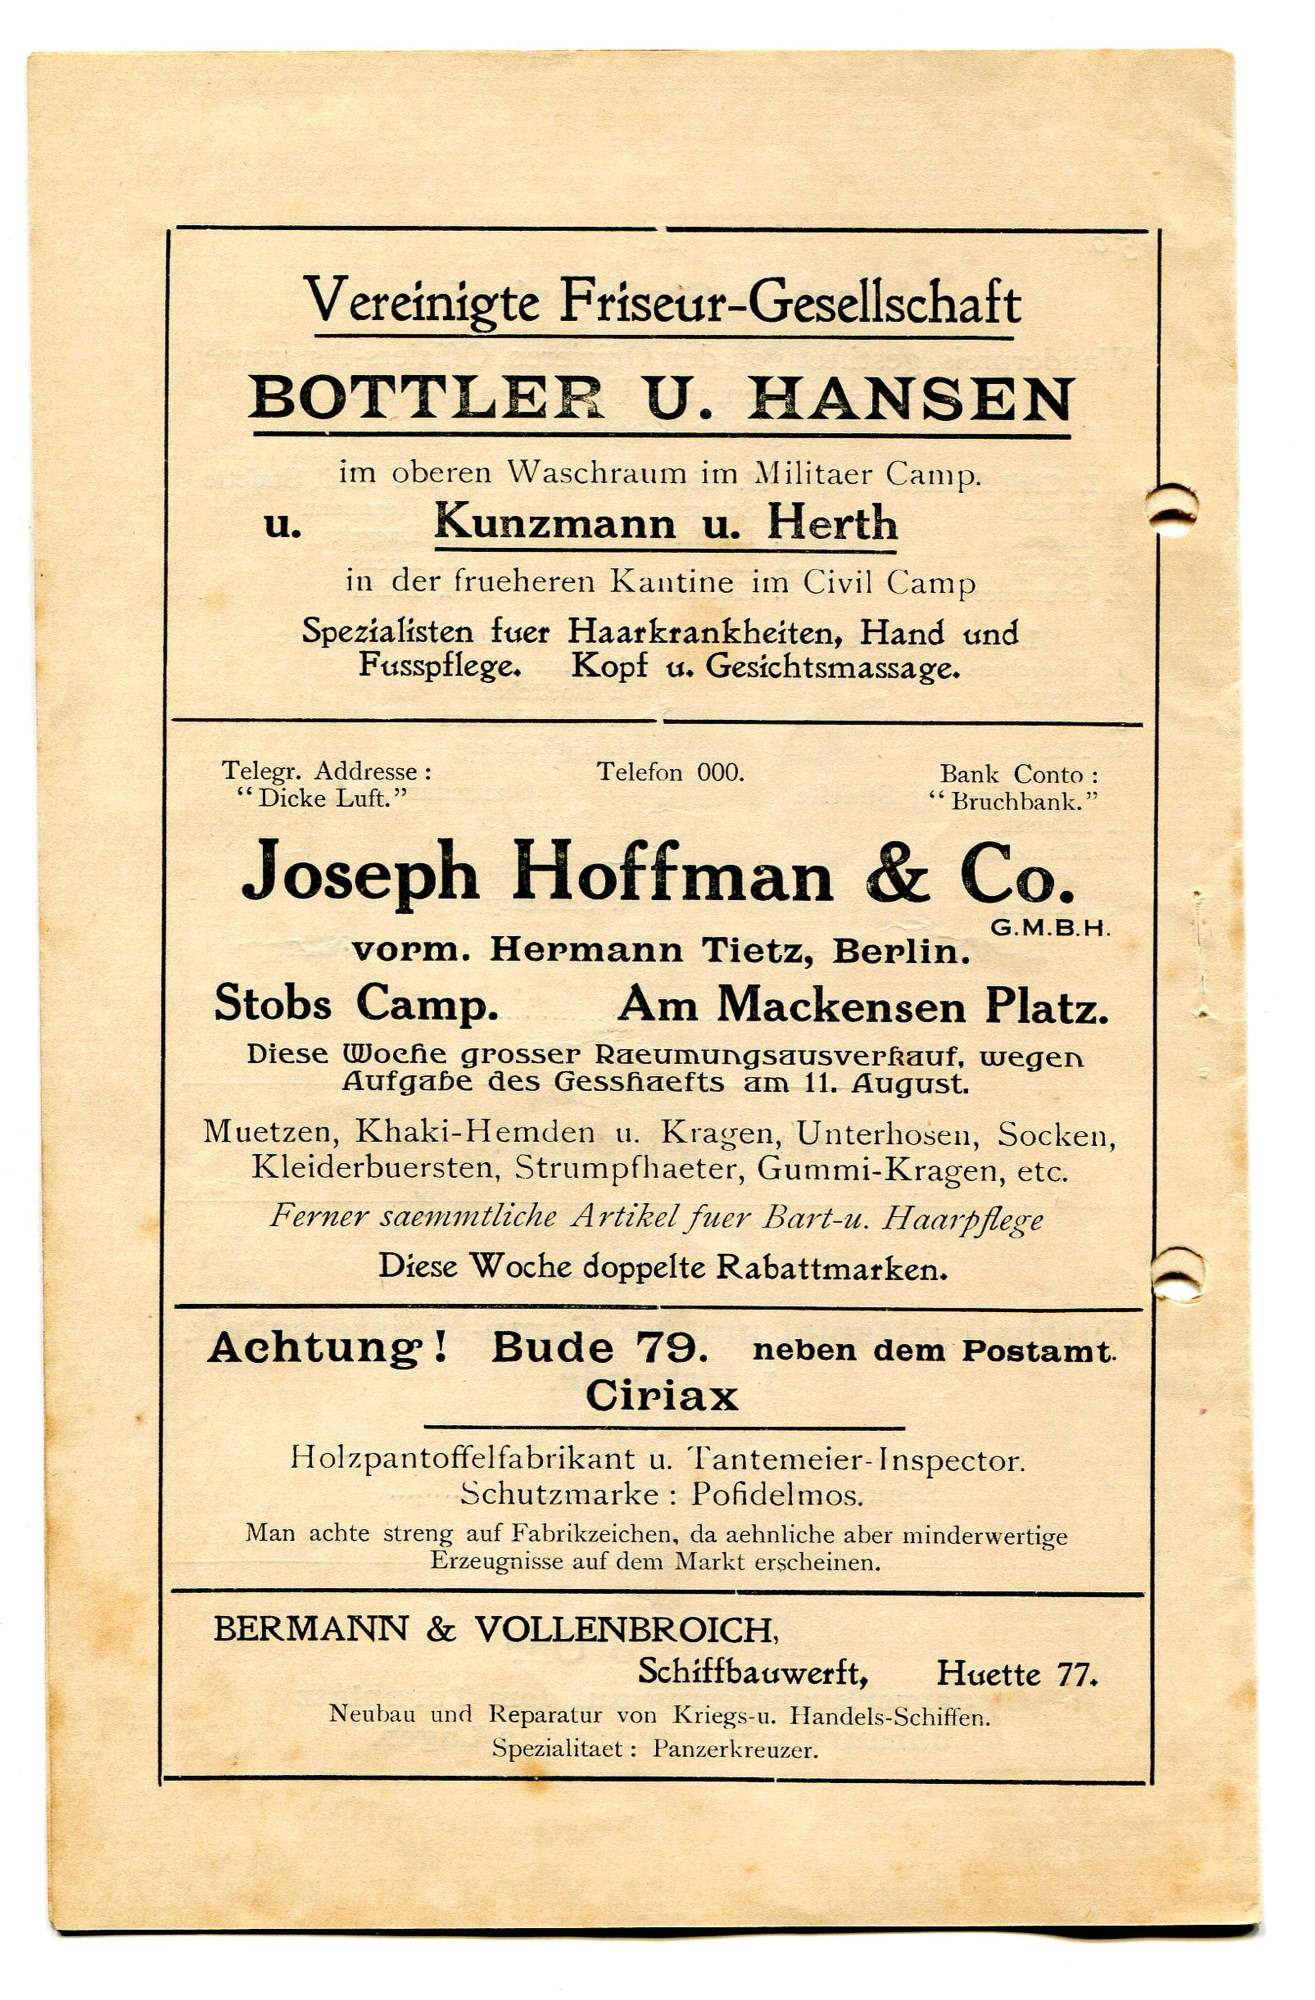 Vereinigte Friseur-Gesellschaft
BOTTLER U. HANSEN
im oberen Waschraum im Militaer Camp.
u. Kunzmann u. Herth
in der frueheren Kantine im Civil Camp
Spezialisten fuer Haarkrankheiten, Hand und
Fusspflege. Kopf u. Gesichtsmassage.
Telegr. Addresse : Telefon 000. Bank Conto :
“Dicke Luft.” “Bruchbank.”
Joseph Hoffman & Co.
G.M.B.H.
vorm. Hermann Tietz, Berlin.
Stobs Camp. Am Mackensen Platz.
Diese Woche grosser Raeumungsausverkauf, wegen
Aufgabe des Gesshaefts am 11. August.
Muetzen, Khaki-Hemden u. Kragen, Unterhosen, Socken,
Kleiderbuersten, Strumpfhaeter, Gummi-Kragen, etc.
Ferner saemmtliche Artikel fuer Bart-u. Haarpflege
Diese Woche doppelte Rabattmarken.
Achtung! Bude 79. neben dem Postamt.
Ciriax
Holzpantoffelfabrikant u. Tantemeier-Inspector.
Schutzmarke : Pofidelmos.
Man achte streng auf Fabrikzeichen, da aehnliche aber minderwertige
Erzeugnisse auf dem Markt erscheinen.
BERMANN & VOLLENBROICH,
Schiffbauwerft, Huette 77.
Neubau und Reparatur von Kriegs-u. Handels-Schiffen.
Spezialitaet : Panzerkreuzer.